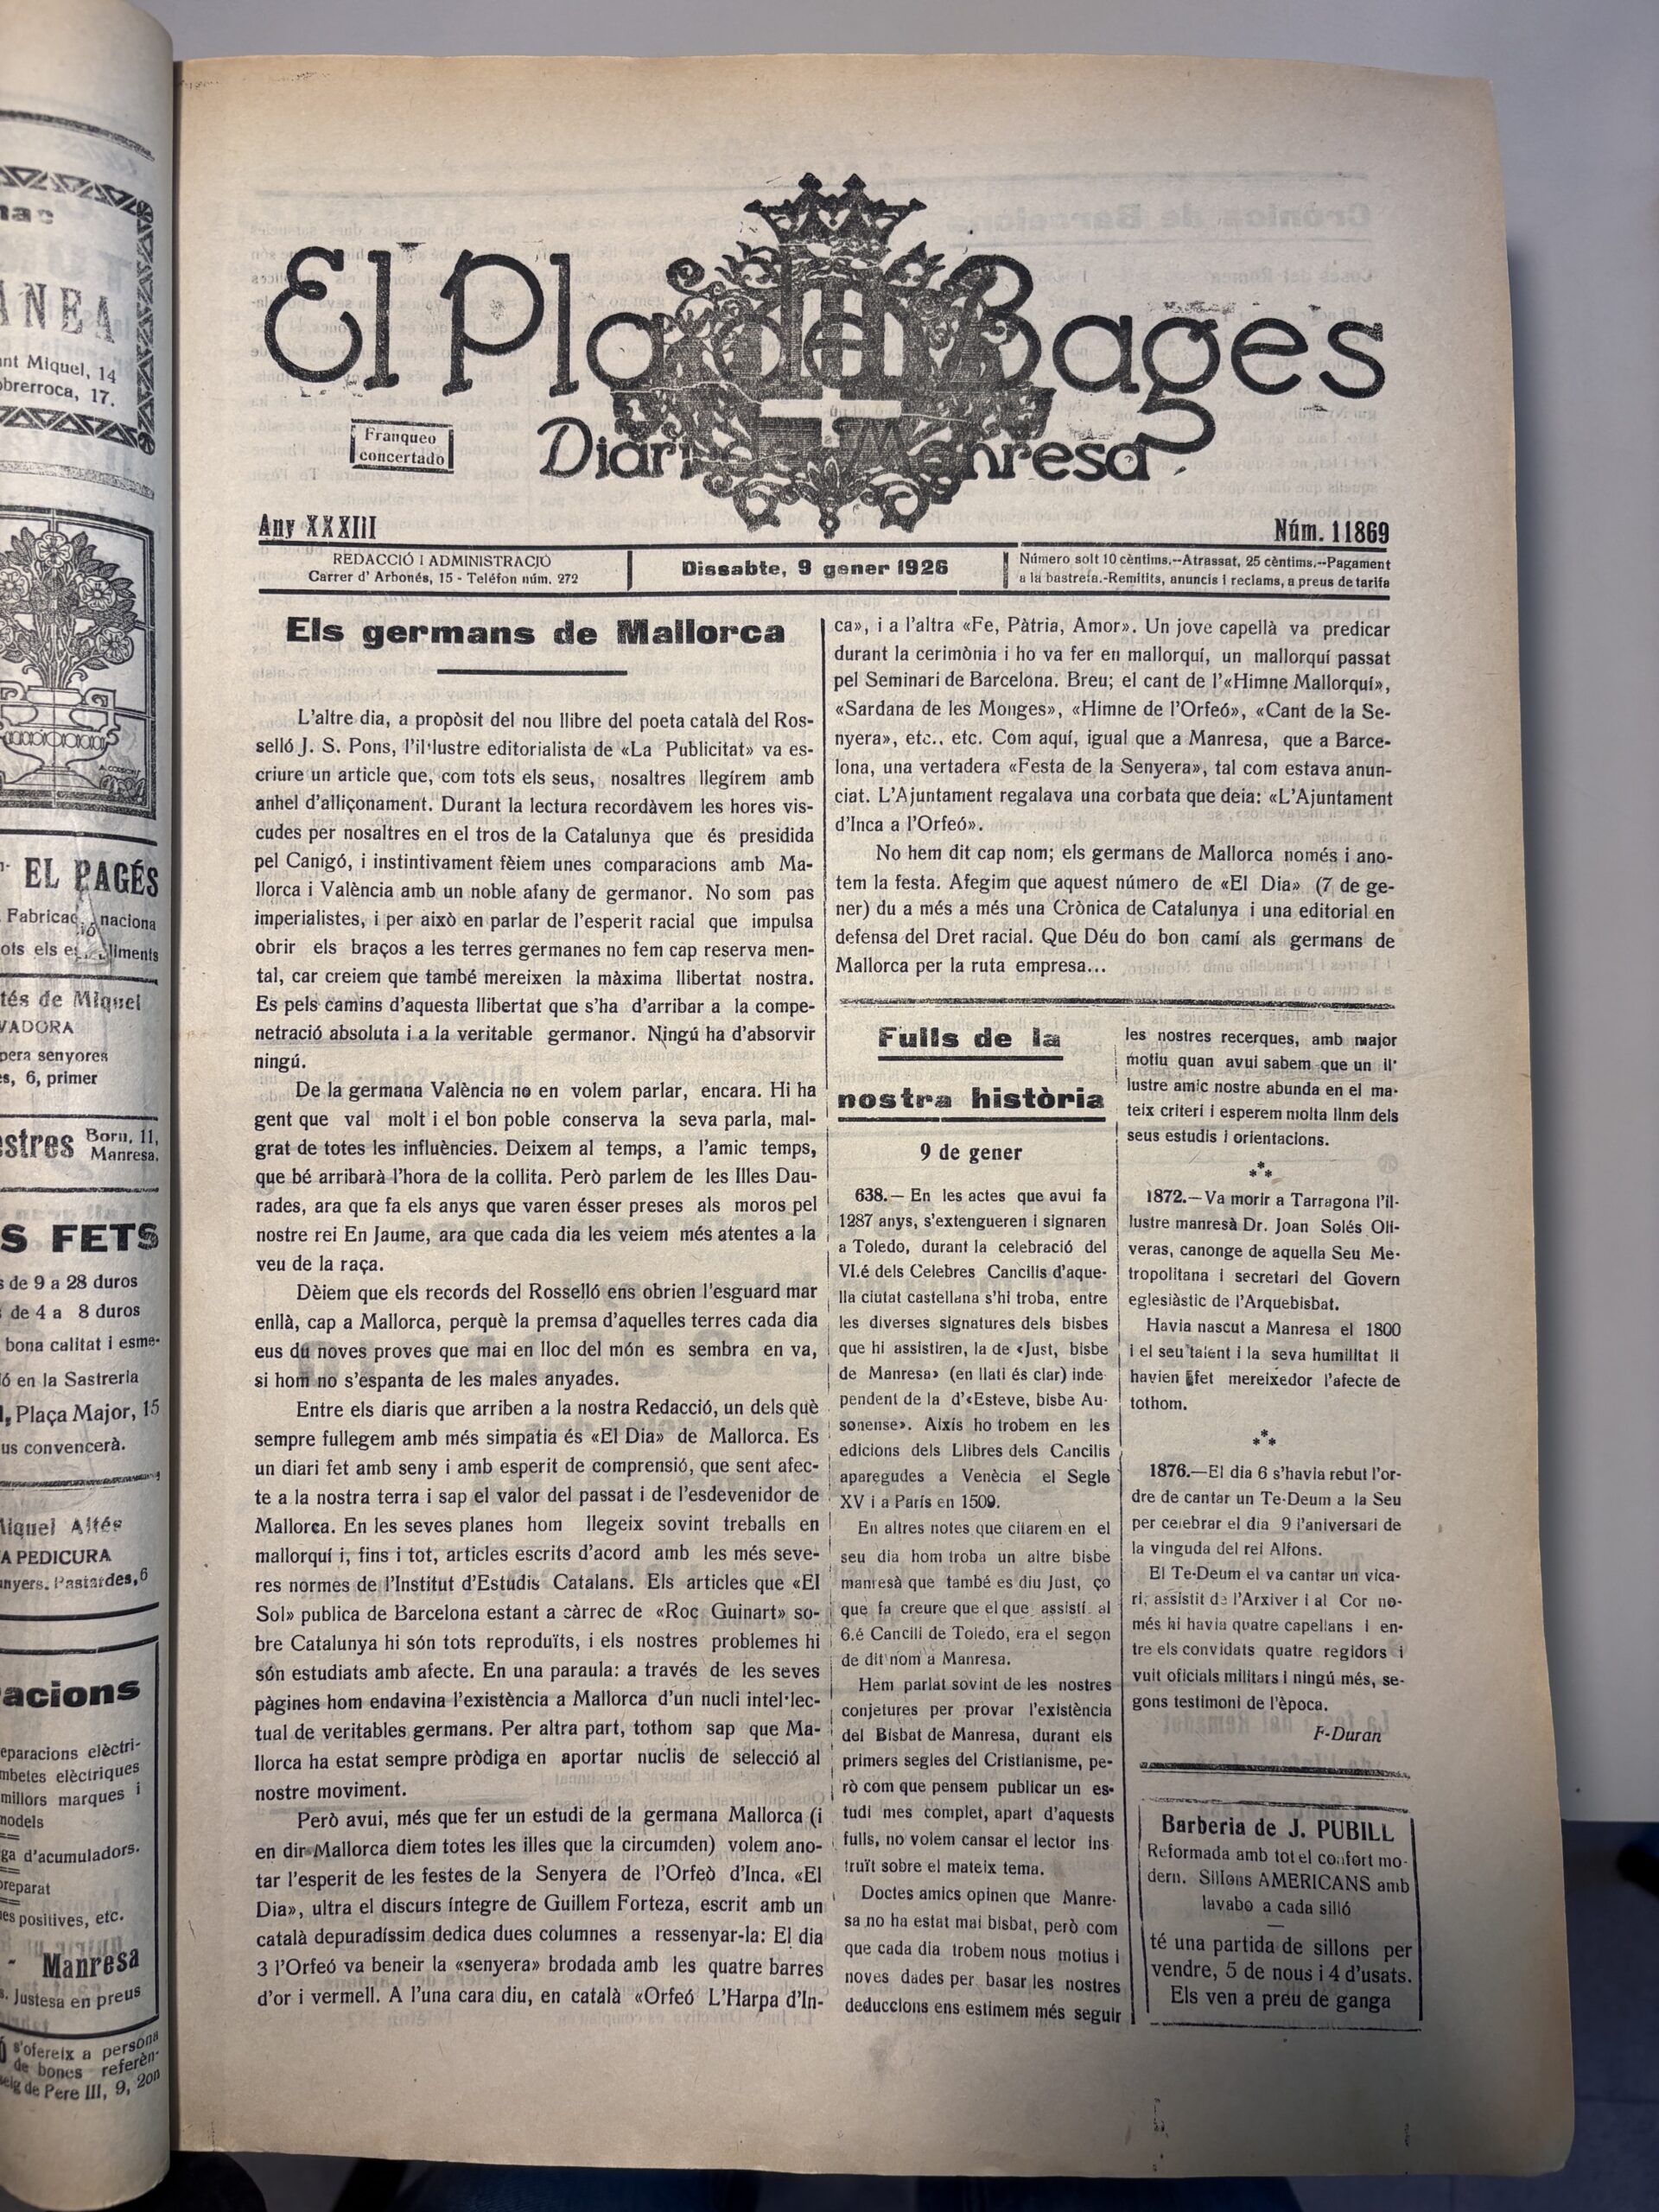 El Pla de Bages
Diari de Manresa
Franqueo
concertado
Any XXXIII
Núm. 11869
REDACCIÓ I ADMINISTRACIÓ
Carrer d' Arbonés, 15 - Teléfon núm. 272
Dissabte, 9 gener 1926
Número solt 10 cèntims.--Atrassat, 25 cèntims.--Pagament
a la bastreta.-Remitits, anuncis i reclams, a preus de tarifa
Els germans de Mallorca
L'altre dia, a propòsit del nou llibre del poeta català del Ros-
selló J. S. Pons, l'il·lustre editorialista de «La Publicitat» va es-
criure un article que, com tots els seus, nosaltres llegírem amb
anhel d'alliçonament. Durant la lectura recordàvem les hores vis-
cudes per nosaltres en el tros de la Catalunya que és presidida
pel Canigó, i instintivament fèiem unes comparacions amb Ma-
llorca i València amb un noble afany de germanor. No som pas
imperialistes, i per això en parlar de l'esperit racial que impulsa
obrir els braços a les terres germanes no fem cap reserva men-
tal, car creiem que també mereixen la màxima llibertat nostra.
Es pels camins d'aquesta llibertat que s'ha d'arribar a la compe-
netració absoluta i a la veritable germanor. Ningú ha d'absorvir
ningú.
De la germana València no en volem parlar, encara. Hi ha
gent que val molt i el bon poble conserva la seva parla, mal-
grat de totes les influències. Deixem al temps, a l'amic temps,
que bé arribarà l'hora de la collita. Però parlem de les Illes Dau-
rades, ara que fa els anys que varen ésser preses als moros pel
nostre rei En Jaume, ara que cada dia les veiem més atentes a la
veu de la raça.
Dèiem que els records del Rosselló ens obrien l'esguard mar
enllà, cap a Mallorca, perquè la premsa d'aquelles terres cada dia
eus du noves proves que mai en lloc del món es sembra en va,
si hom no s'espanta de les males anyades.
Entre els diaris que arriben a la nostra Redacció, un dels què
sempre fullegem amb més simpatia és «El Dia» de Mallorca. Es
un diari fet amb seny i amb esperit de comprensió, que sent afec-
te a la nostra terra i sap el valor del passat i de l'esdevenidor de
Mallorca. En les seves planes hom llegeix sovint treballs en
mallorquí i, fins i tot, articles escrits d'acord amb les més seve-
res normes de l'Institut d'Estudis Catalans. Els articles que «El
Sol» publica de Barcelona estant a càrrec de «Roc Guinart» so-
bre Catalunya hi són tots reproduïts, i els nostres problemes hi
són estudiats amb afecte. En una paraula: a través de les seves
pàgines hom endavina l'existència a Mallorca d'un nucli intel·lec-
tual de veritables germans. Per altra part, tothom sap que Ma-
llorca ha estat sempre pròdiga en aportar nuclis de selecció al
nostre moviment.
Però avui, més que fer un estudi de la germana Mallorca (i
en dir Mallorca diem totes les illes que la circumden) volem ano-
tar l'esperit de les festes de la Senyera de l'Orfeò d'Inca. «El
Dia», ultra el discurs íntegre de Guillem Forteza, escrit amb un
català depuradíssim dedica dues columnes a ressenyar-la: El dia
3 l'Orfeó va beneir la «senyera» brodada amb les quatre barres
d'or i vermell. A l'una cara diu, en català «Orfeó L'Harpa d'In-
ca», i a l'altra «Fe, Pàtria, Amor». Un jove capellà va predicar
durant la cerimònia i ho va fer en mallorquí, un mallorquí passat
pel Seminari de Barcelona. Breu; el cant de l'«Himne Mallorquí»,
«Sardana de les Monges», «Himne de l'Orfeó», «Cant de la Se-
nyera», etc., etc. Com aquí, igual que a Manresa, que a Barce-
lona, una vertadera «Festa de la Senyera», tal com estava anun-
ciat. L'Ajuntament regalava una corbata que deia: «L'Ajuntament
d'Inca a l'Orfeó».
No hem dit cap nom; els germans de Mallorca només i ano-
tem la festa. Afegim que aquest número de «El Dia» (7 de ge-
ner) du a més a més una Crònica de Catalunya i una editorial en
defensa del Dret racial. Que Déu do bon camí als germans de
Mallorca per la ruta empresa...
Fulls de la
nostra història
9 de gener
638.— En les actes que avui fa
1287 anys, s'extengueren i signaren
a Toledo, durant la celebració del
VI.é dels Celebres Cancilis d'aque-
lla ciutat castellana s'hi troba, entre
les diverses signatures dels bisbes
que hi assistiren, la de «Just, bisbe
de Manresa» (en llatí és clar) inde
pendent de la d'«Esteve, bisbe Au-
sonense». Aixís ho trobem en les
edicions dels Llibres dels Cancilis
aparegudes a Venècia el Segle
XV i a París en 1509.
En altres notes que citarem en el
seu dia hom troba un altre bisbe
manresà que també es diu Just, ço
que fa creure que el que assistí al
6.é Cancili de Toledo, era el segon
de dit nom a Manresa.
Hem parlat sovint de les nostres
conjetures per provar l'existència
del Bisbat de Manresa, durant els
primers segles del Cristianisme, pe-
rò com que pensem publicar un es-
tudi mes complet, apart d'aquests
fulls, no volem cansar el lector ins
truït sobre el mateix tema.
Doctes amics opinen que Manre-
sa no ha estat mai bisbat, però com
que cada dia trobem nous motius i
noves dades per basar les nostres
deduccions ens estimem més seguir
les nostres recerques, amb major
motiu quan avui sabem que un il·
lustre amic nostre abunda en el ma-
teix criteri i esperem molta llnm dels
seus estudis i orientacions.
1872.—Va morir a Tarragona l'il-
lustre manresà Dr. Joan Solés Oli-
veras, canonge de aquella Seu Me-
tropolitana i secretari del Govern
eglesiàstic de l'Arquebisbat.
Havia nascut a Manresa el 1800
i el seu talent i la seva humilitat li
havien fet mereixedor l'afecte de
tothom.
1876.—El dia 6 s'havia rebut l'or-
dre de cantar un Te-Deum a la Seu
per celebrar el dia 9 l'aniversari de
la vinguda del rei Alfons.
El Te-Deum el va cantar un vica-
ri, assistit de l'Arxiver i al Cor no-
més hi havia quatre capellans i en-
tre els convidats quatre regidors i
vuit oficials militars i ningú més, se-
gons testimoni de l'època.
F-Duran
Barberia de J. PUBILL
Reformada amb tot el confort mo-
dern. Sillons AMERICANS amb
lavabo a cada silló
té una partida de sillons per
vendre, 5 de nous i 4 d'usats.
Els ven a preu de ganga
Miquel, 14
17.
EL PAGÉS
ots els
de Miquel
pera senyores
6, primer
Born, 11,
Manresa.
FETS
de 9 a 28 duros
de 4 a 8 duros
bona calitat i esme-
en la Sastreria
Plaça Major, 15
us convencerà.
Miquel Altés
PEDICURA
elèctri-
elèctriques
millors marques i
d'acumuladors.
positives, etc.
- Manresa
Justesa en preus
s'ofereix a persona
de bones referèn-
de Pere III, 9, 2on